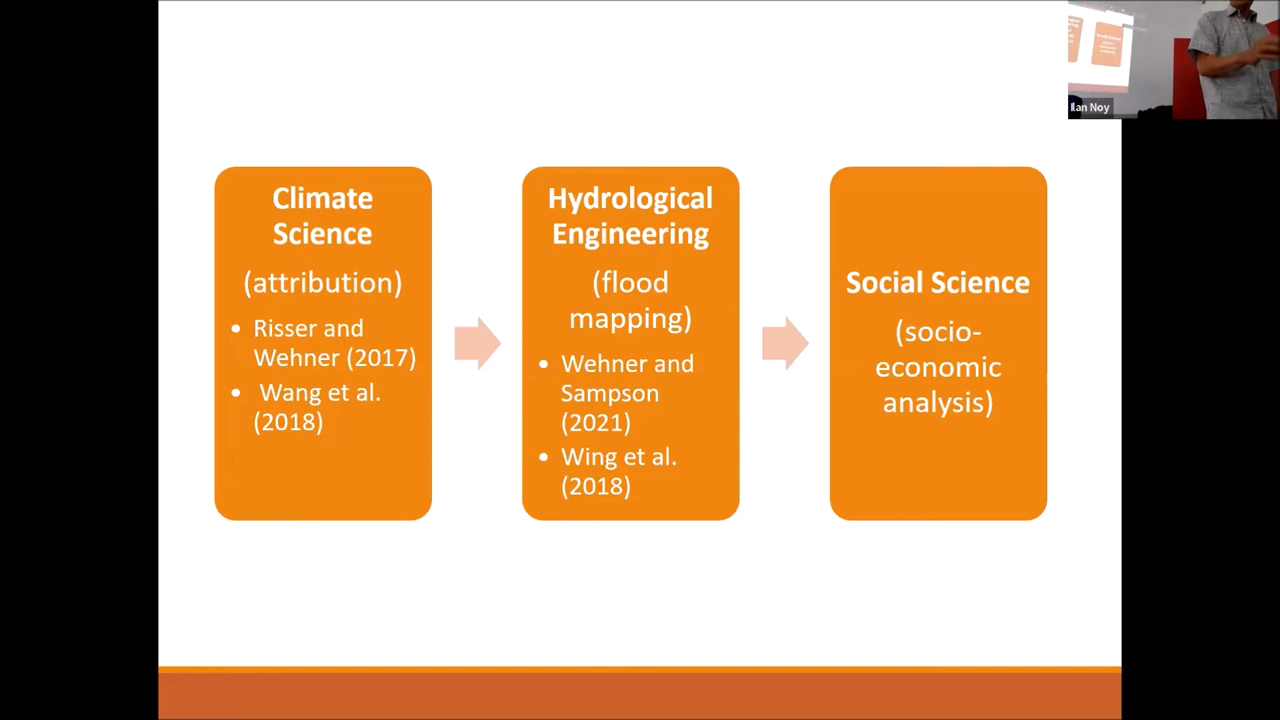 Climate
Science
(attribution)
• Risser and
Wehner (2017)
• Wang et al.
(2018)
Hydrological
Engineering
(flood
mapping)
• Wehner and
Sampson
(2021)
• Wing et al.
(2018)
Social Science
(socio-
economic
analysis)
Ilan Noy